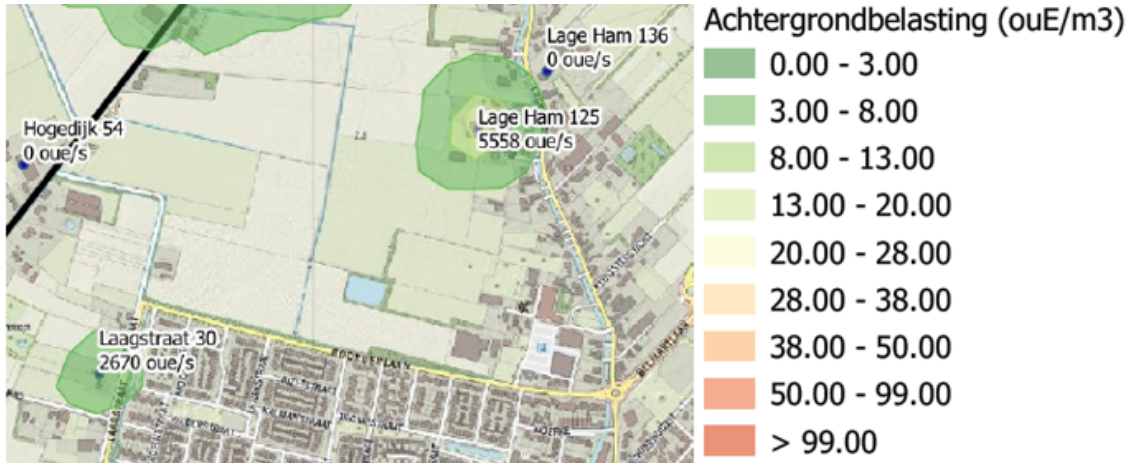 Achtergrondbelasting (ouE/m3)
0.00 - 3.00
3.00 - 8.00
8.00 - 13.00
13.00 - 20.00
20.00 - 28.00
28.00 - 38.00
38.00 - 50.00
50.00 - 99.00
> 99.00
Lage Ham 136
0 oue/s
Lage Ham 125
5558 oue/s
Hogedijk 54
0 oue/s
Laagstraat 30
2670 oue/s